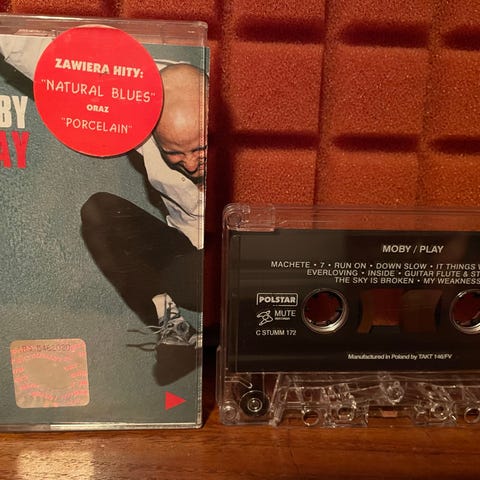 ZAWIERA HITY:
"NATURAL BLUES"
ORAZ
"PORCELAIN"
BY
AY
MOBY / PLAY
MACHETE • 7 • RUN ON • DOWN SLOW • IT THINGS
EVERLOVING • INSIDE • GUITAR FLUTE & ST
THE SKY IS BROKEN • MY WEAKNESS
POLSTAR
MUTE
RECORDS
C STUMM 172
Manufactured in Poland by TAKT 146/FV